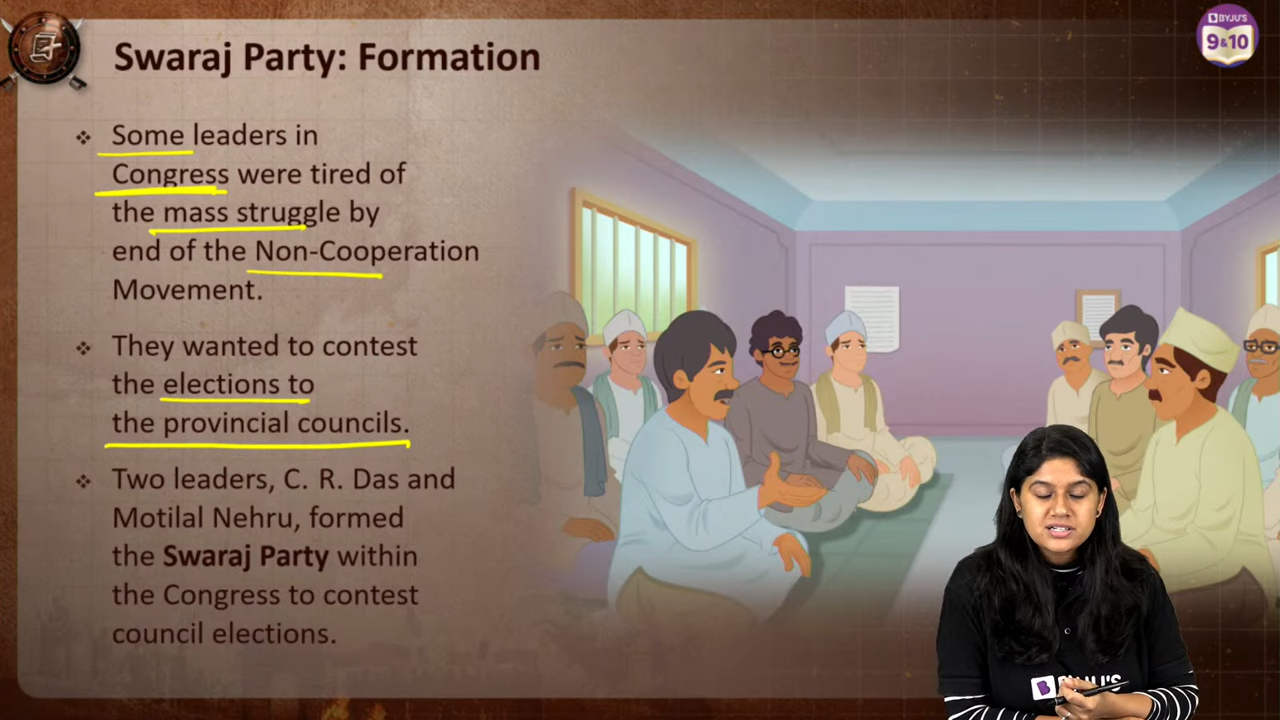 Swaraj Party: Formation
BYJU'S
9&10
Some leaders in
Congress were tired of
the mass struggle by
end of the Non-Cooperation
Movement.
They wanted to contest
the elections to
the provincial councils.
Two leaders, C. R. Das and
Motilal Nehru, formed
the Swaraj Party within
the Congress to contest
council elections.
BYJU'S